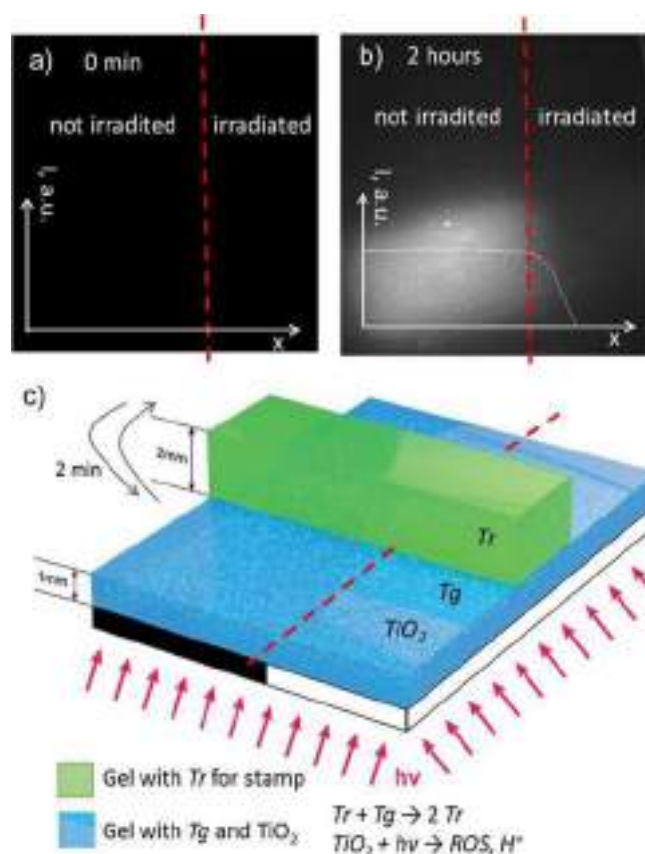 a) 0 min
not irradited irradiated
I, a.u.
x
b) 2 hours
not irradited irradiated
I, a.u.
x
c)
2 min
2mm
1mm
Tr
Tg
TiO₂
hν
Gel with Tr for stamp
Gel with Tg and TiO₂
Tr + Tg → 2 Tr
TiO₂ + hν → ROS, H⁺